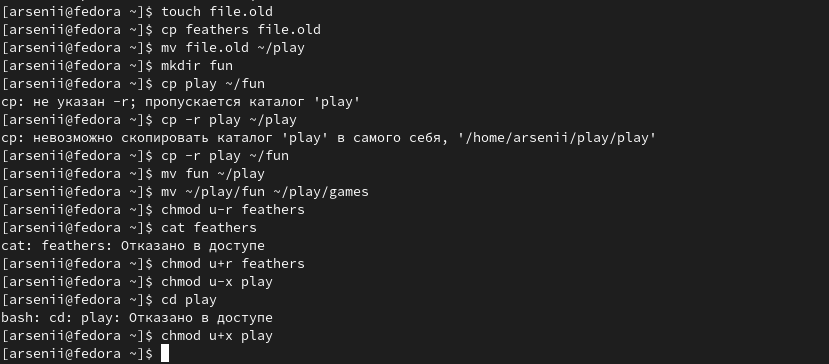 [arsenii@fedora ~]$ touch file.old
[arsenii@fedora ~]$ cp feathers file.old
[arsenii@fedora ~]$ mv file.old ~/play
[arsenii@fedora ~]$ mkdir fun
[arsenii@fedora ~]$ cp play ~/fun
cp: не указан -r; пропускается каталог 'play'
[arsenii@fedora ~]$ cp -r play ~/play
cp: невозможно скопировать каталог 'play' в самого себя, '/home/arsenii/play/play'
[arsenii@fedora ~]$ cp -r play ~/fun
[arsenii@fedora ~]$ mv fun ~/play
[arsenii@fedora ~]$ mv ~/play/fun ~/play/games
[arsenii@fedora ~]$ chmod u-r feathers
[arsenii@fedora ~]$ cat feathers
cat: feathers: Отказано в доступе
[arsenii@fedora ~]$ chmod u+r feathers
[arsenii@fedora ~]$ chmod u-x play
[arsenii@fedora ~]$ cd play
bash: cd: play: Отказано в доступе
[arsenii@fedora ~]$ chmod u+x play
[arsenii@fedora ~]$